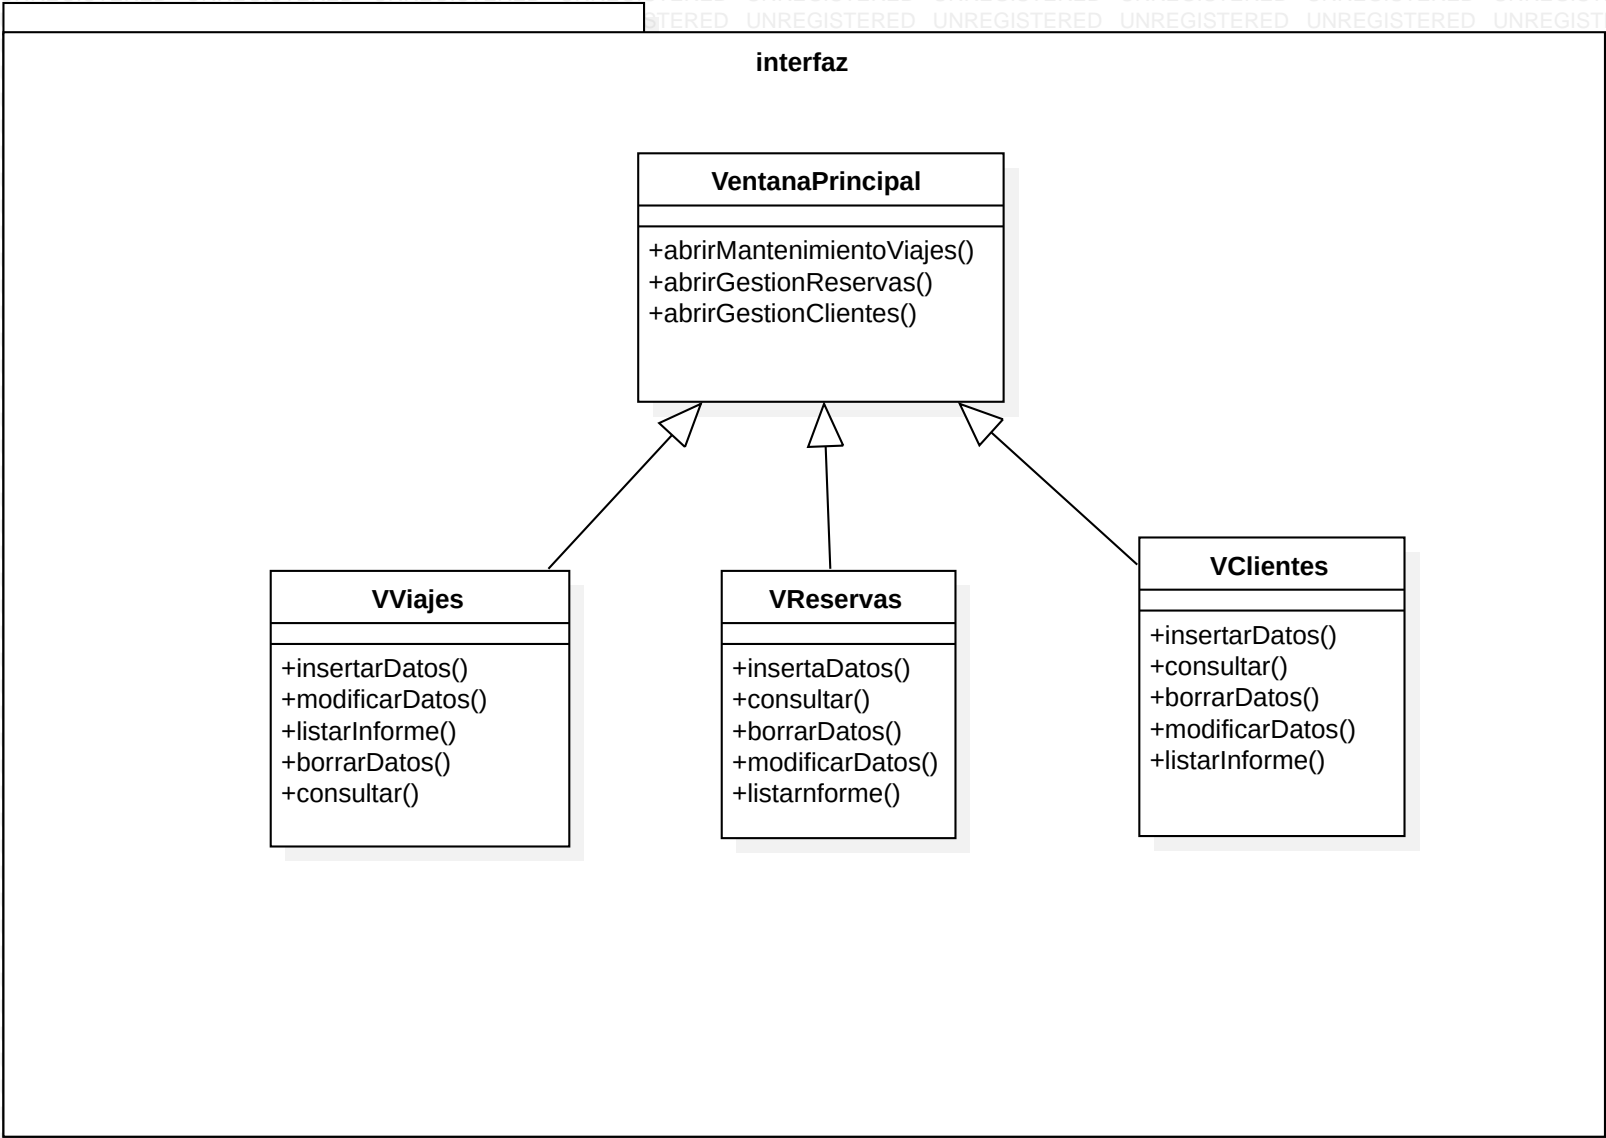 STERED UNREGISTERED UNREGISTERED UNREGISTERED UNREGISTERED UNREGIST
interfaz
VentanaPrincipal
+abrirMantenimientoViajes()
+abrirGestionReservas()
+abrirGestionClientes()
VViajes
+insertarDatos()
+modificarDatos()
+listarInforme()
+borrarDatos()
+consultar()
VReservas
+insertaDatos()
+consultar()
+borrarDatos()
+modificarDatos()
+listarnforme()
VClientes
+insertarDatos()
+consultar()
+borrarDatos()
+modificarDatos()
+listarInforme()